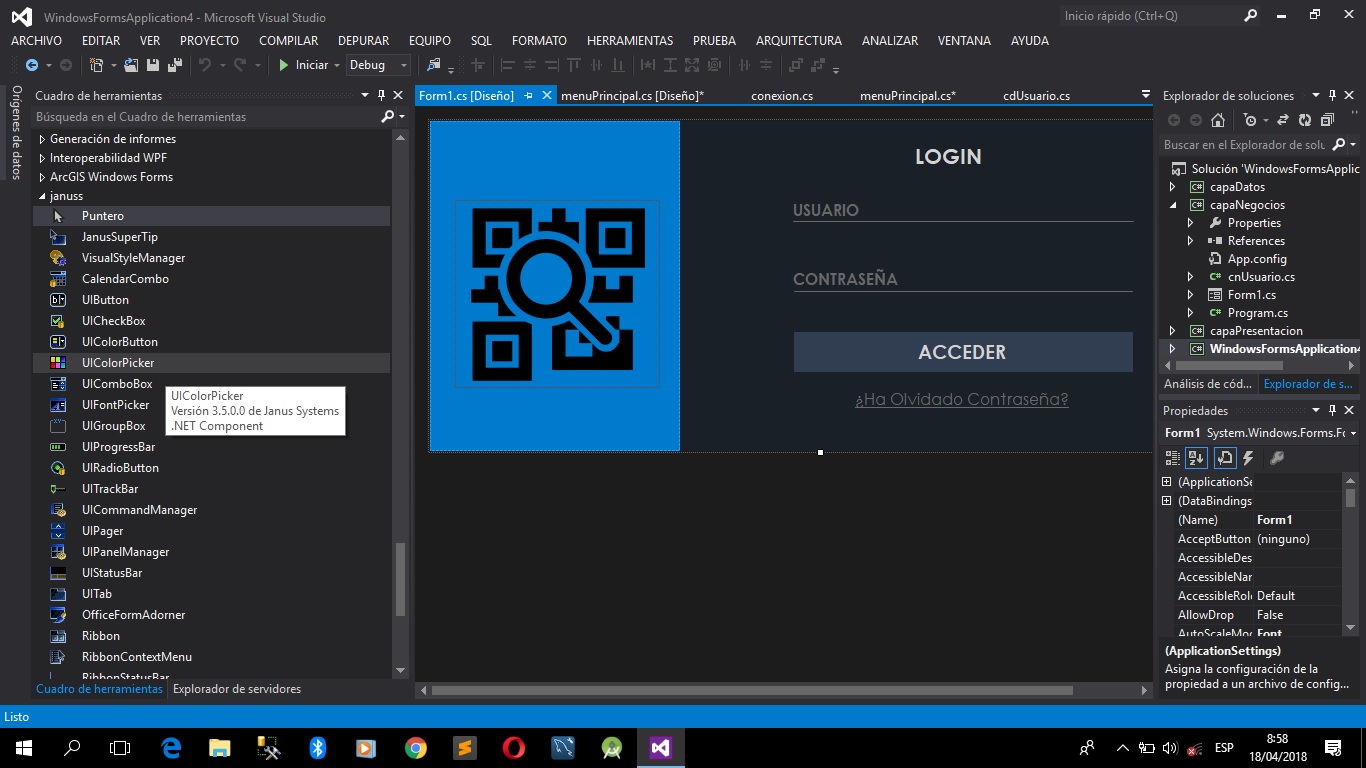 WindowsFormsApplication4 - Microsoft Visual Studio
Inicio rápido (Ctrl+Q)
ARCHIVO EDITAR VER PROYECTO COMPILAR DEPURAR EQUIPO SQL FORMATO HERRAMIENTAS PRUEBA ARQUITECTURA ANALIZAR VENTANA AYUDA
Iniciar Debug
Orígenes de datos
Cuadro de herramientas
Búsqueda en el Cuadro de herramientas
Generación de informes
Interoperabilidad WPF
ArcGIS Windows Forms
januss
Puntero
JanusSuperTip
VisualStyleManager
CalendarCombo
UIButton
UICheckBox
UIColorButton
UIColorPicker
UIComboBox
UIFontPicker
UIGroupBox
UIProgressBar
UIRadioButton
UITrackBar
UICommandManager
UIPager
UIPanelManager
UIStatusBar
UITab
OfficeFormAdorner
Ribbon
RibbonContextMenu
RibbonStatusBar
UIColorPicker
Versión 3.5.0.0 de Janus Systems
.NET Component
Cuadro de herramientas Explorador de servidores
Form1.cs [Diseño] menuPrincipal.cs [Diseño]* conexion.cs menuPrincipal.cs* cdUsuario.cs
LOGIN
USUARIO
CONTRASEÑA
ACCEDER
¿Ha Olvidado Contraseña?
Explorador de soluciones
Buscar en el Explorador de solu
Solución 'WindowsFormsApplic
C# capaDatos
C# capaNegocios
Properties
References
App.config
C# cnUsuario.cs
Form1.cs
C# Program.cs
C# capaPresentacion
C# WindowsFormsApplication4
Análisis de cód... Explorador de s...
Propiedades
Form1 System.Windows.Forms.Fo
(ApplicationSe
(DataBindings
(Name) Form1
AcceptButton (ninguno)
AccessibleDes
AccessibleNar
AccessibleRole Default
AllowDrop False
AutoScaleMod Font
(ApplicationSettings)
Asigna la configuración de la
propiedad a un archivo de config...
Listo
ESP
8:58
18/04/2018